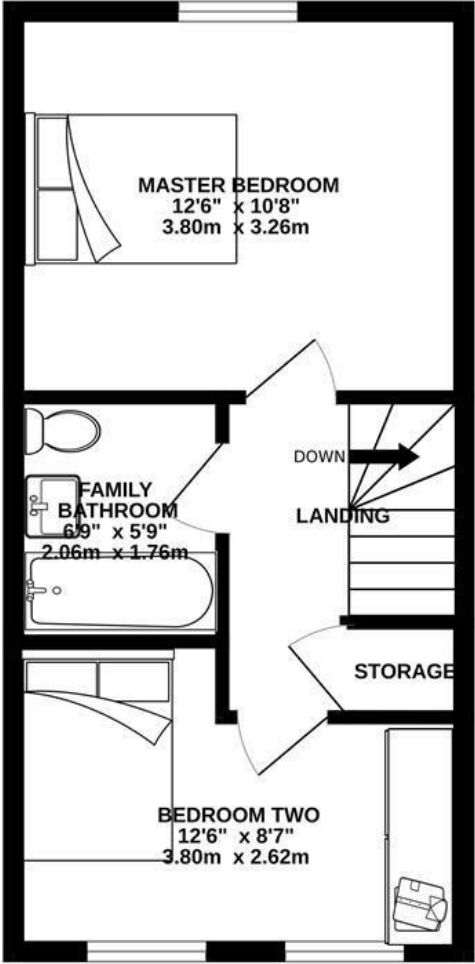 MASTER BEDROOM
12'6" x 10'8"
3.80m x 3.26m
DOWN
FAMILY
BATHROOM
6'9" x 5'9"
2.06m x 1.76m
LANDING
STORAGE
BEDROOM TWO
12'6" x 8'7"
3.80m x 2.62m